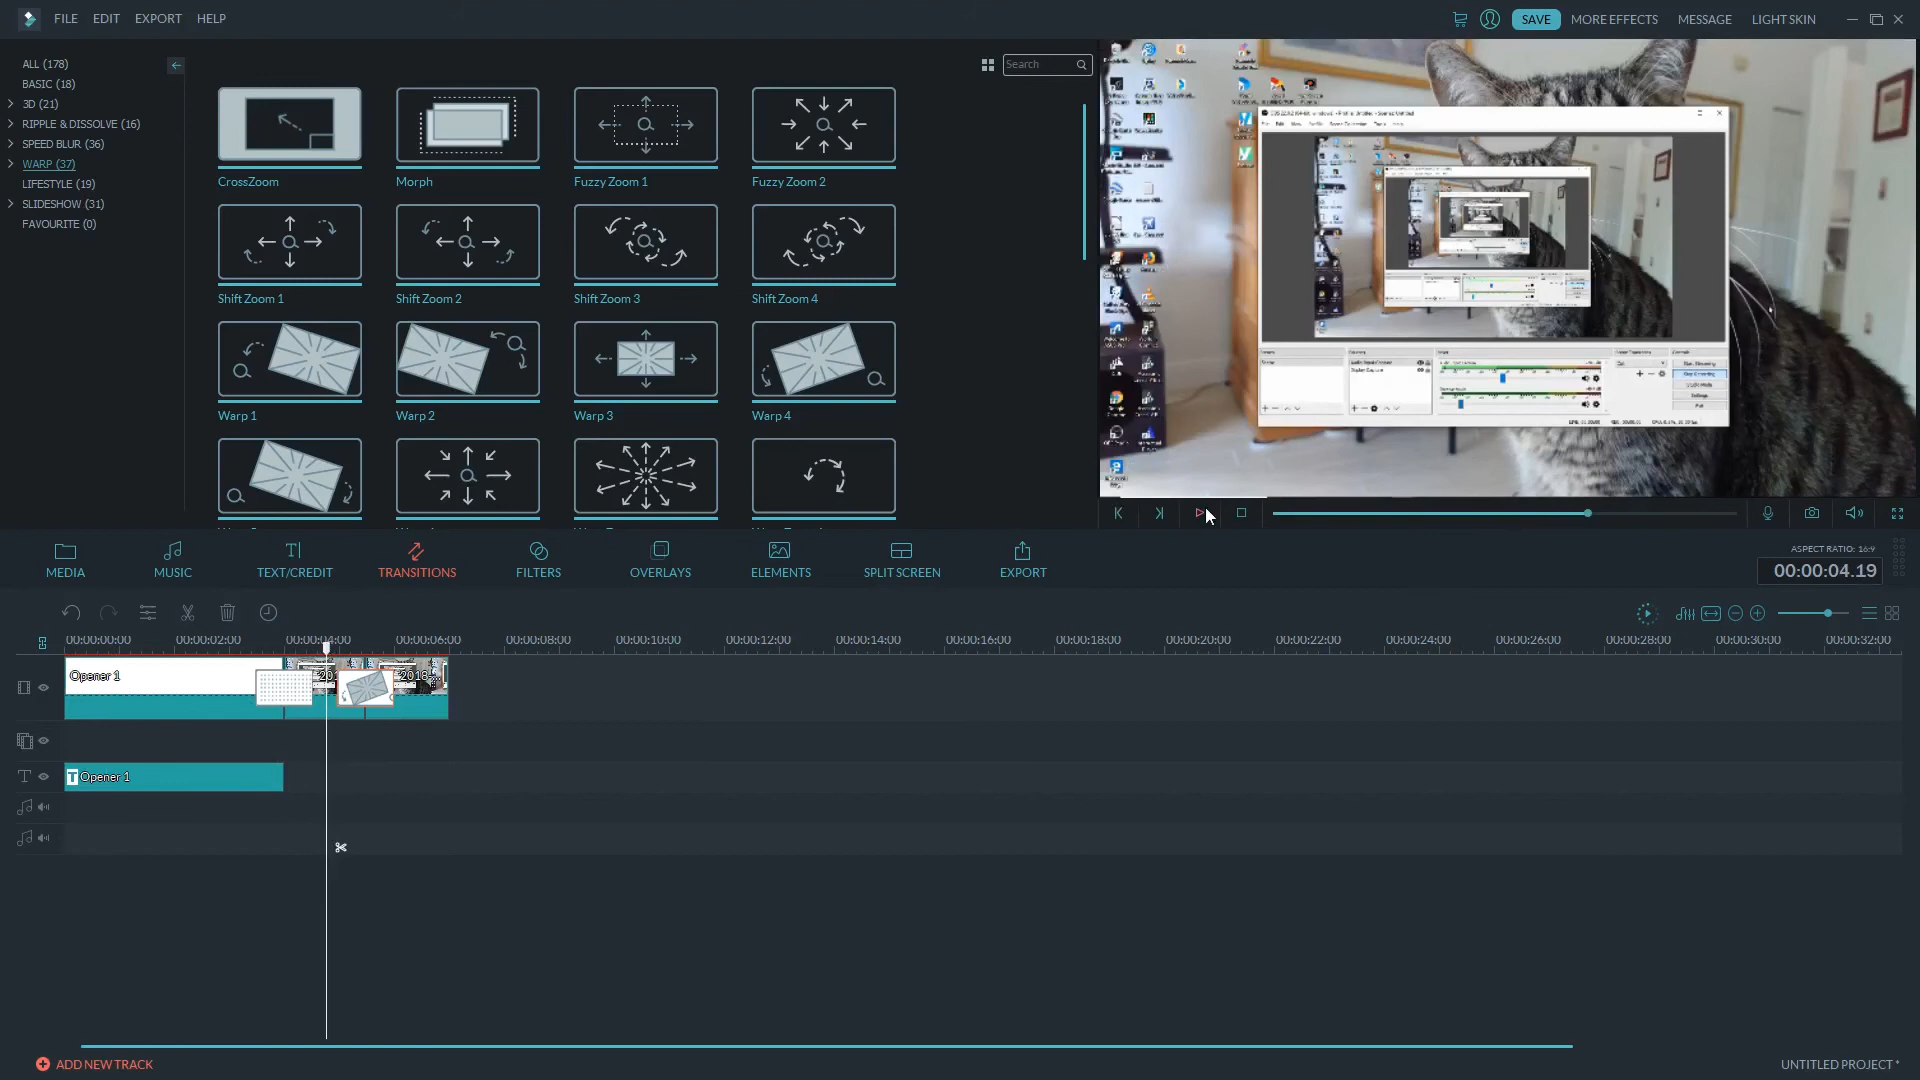 FILE EDIT EXPORT HELP
SAVE MORE EFFECTS MESSAGE LIGHT SKIN
ALL (178)
BASIC (18)
3D (21)
RIPPLE & DISSOLVE (16)
SPEED BLUR (36)
WARP (37)
LIFESTYLE (19)
SLIDESHOW (31)
FAVOURITE (0)
Search
CrossZoom Morph Fuzzy Zoom 1 Fuzzy Zoom 2
Shift Zoom 1 Shift Zoom 2 Shift Zoom 3 Shift Zoom 4
Warp 1 Warp 2 Warp 3 Warp 4
MEDIA MUSIC TEXT/CREDIT TRANSITIONS FILTERS OVERLAYS ELEMENTS SPLIT SCREEN EXPORT
ASPECT RATIO: 16:9
00:00:04.19
00:00:00:00 00:00:02:00 00:00:04:00 00:00:06:00 00:00:08:00 00:00:10:00 00:00:12:00 00:00:14:00 00:00:16:00 00:00:18:00 00:00:20:00 00:00:22:00 00:00:24:00 00:00:26:00 00:00:28:00 00:00:30:00 00:00:32:00
Opener 1 201 2018-...
T Opener 1
ADD NEW TRACK
UNTITLED PROJECT *